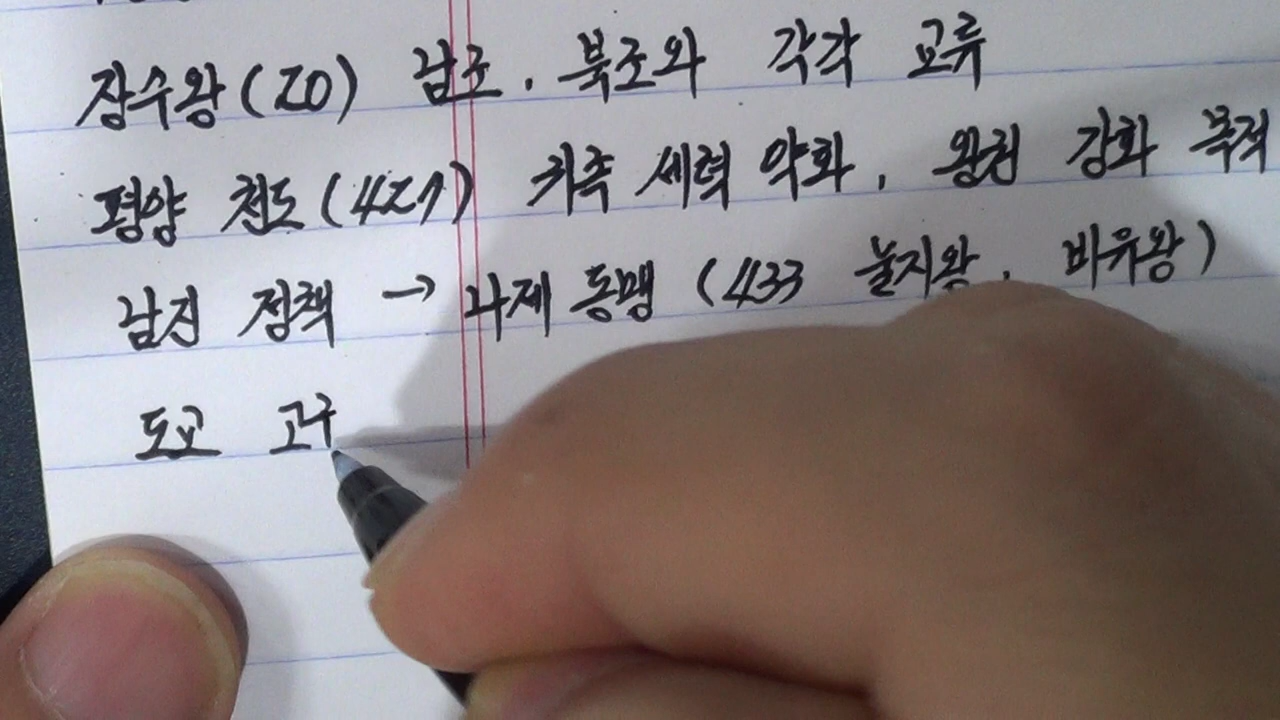 장수왕(20) 남조, 북조와 각각 교류
평양 천도(427) 귀족 세력 약화, 왕권 강화 목적
남진 정책 → 나제 동맹 (433 눌지왕, 비유왕)
도교 고구